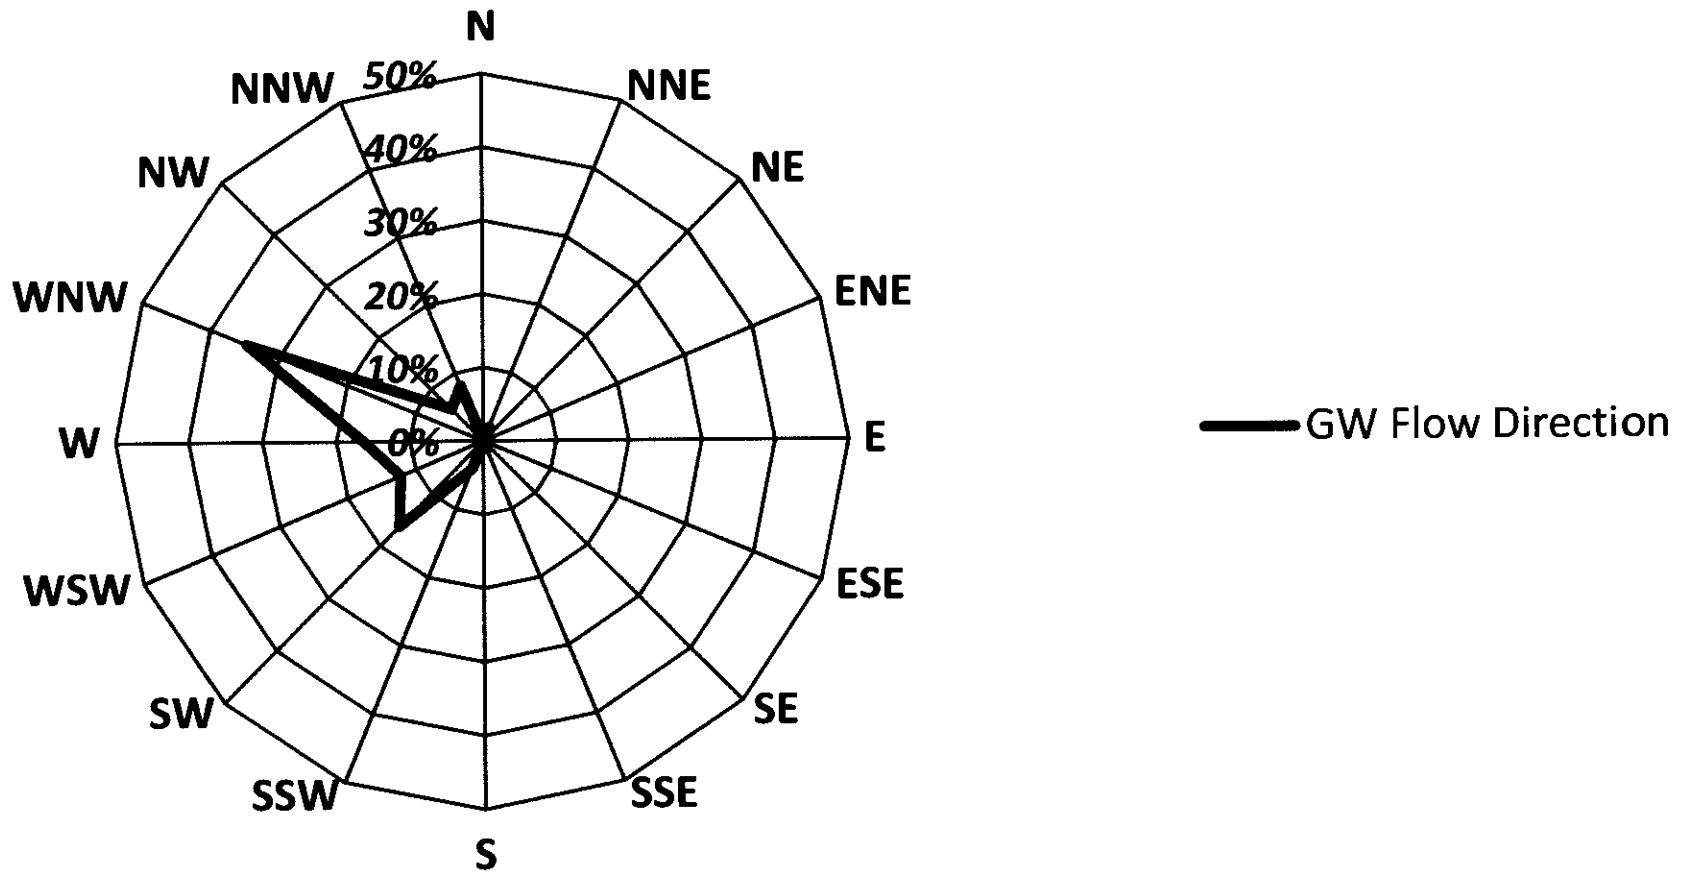 N
NNE
NE
ENE
E
ESE
SE
SSE
S
SSW
SW
WSW
W
WNW
NW
NNW
50%
40%
30%
20%
10%
0%
GW Flow Direction